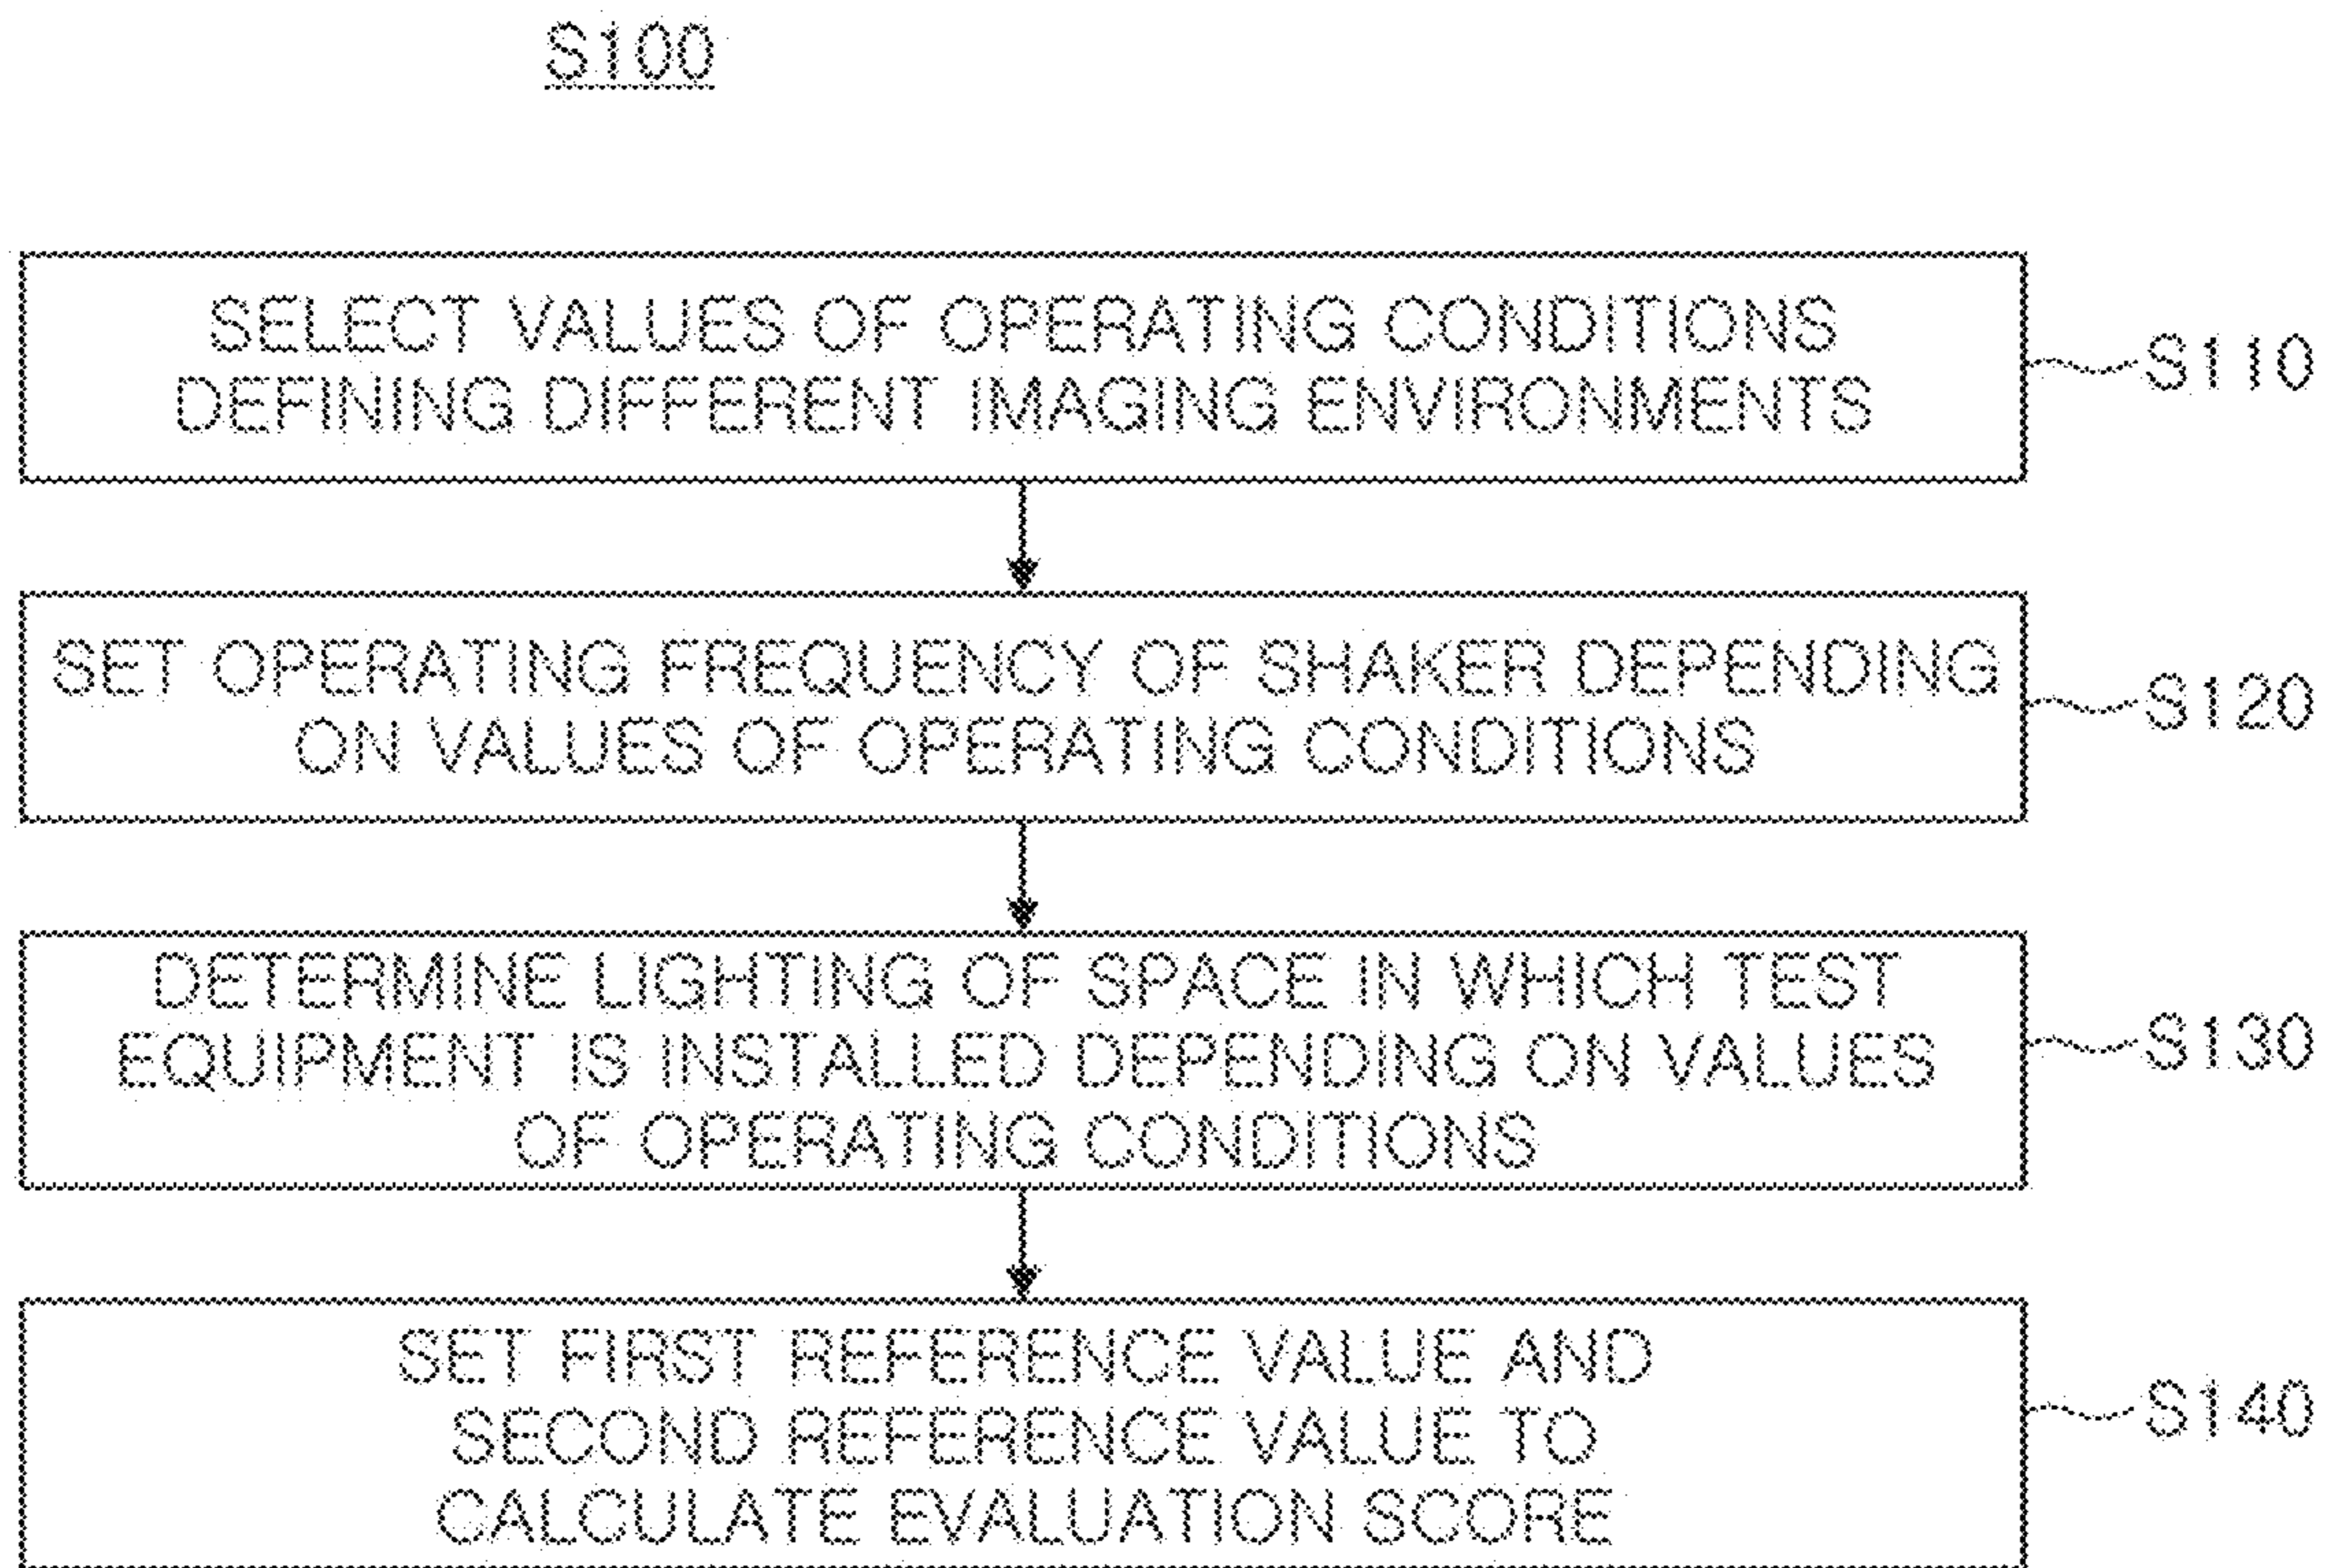 S100
SELECT VALUES OF OPERATING CONDITIONS
DEFINING DIFFERENT IMAGING ENVIRONMENTS
S110
SET OPERATING FREQUENCY OF SHAKER DEPENDING
ON VALUES OF OPERATING CONDITIONS
S120
DETERMINE LIGHTING OF SPACE IN WHICH TEST
EQUIPMENT IS INSTALLED DEPENDING ON VALUES
OF OPERATING CONDITIONS
S130
SET FIRST REFERENCE VALUE AND
SECOND REFERENCE VALUE TO
CALCULATE EVALUATION SCORE
S140